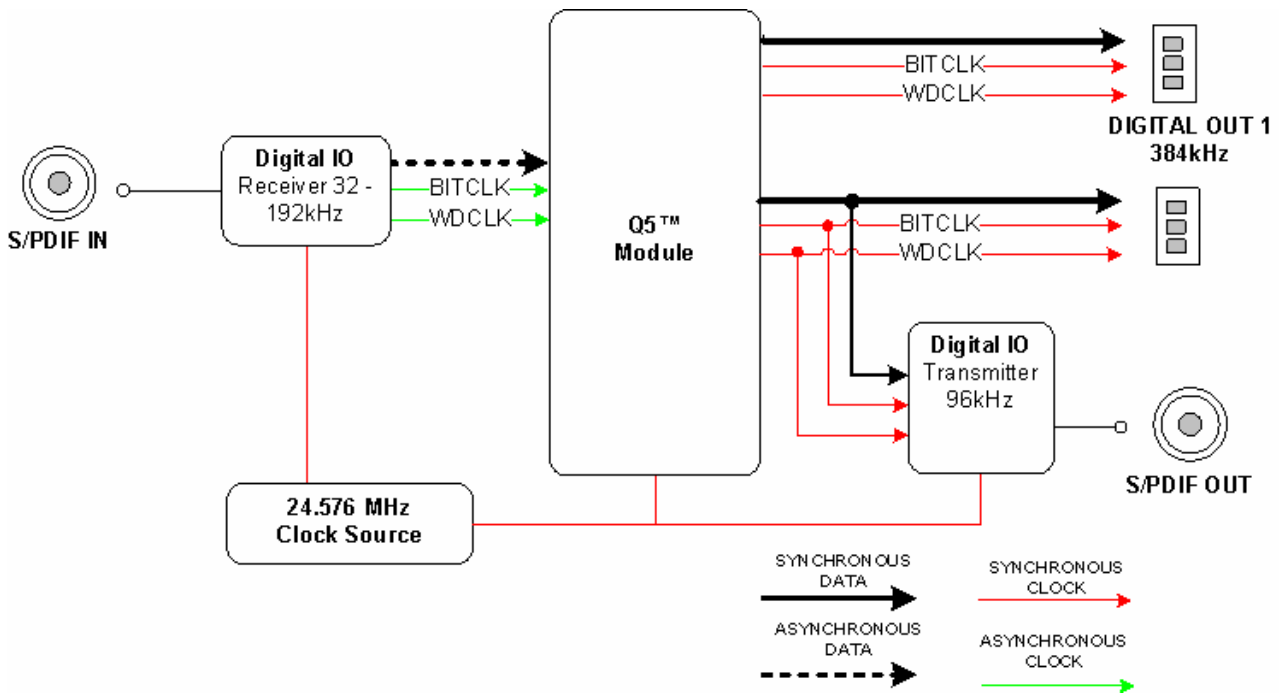 BITCLK
WDCLK
DIGITAL OUT 1
384kHz
Digital IO
Receiver 32 -
192kHz
BITCLK
WDCLK
S/PDIF IN
Q5™
Module
BITCLK
WDCLK
Digital IO
Transmitter
96kHz
S/PDIF OUT
24.576 MHz
Clock Source
SYNCHRONOUS
DATA
SYNCHRONOUS
CLOCK
ASYNCHRONOUS
DATA
ASYNCHRONOUS
CLOCK